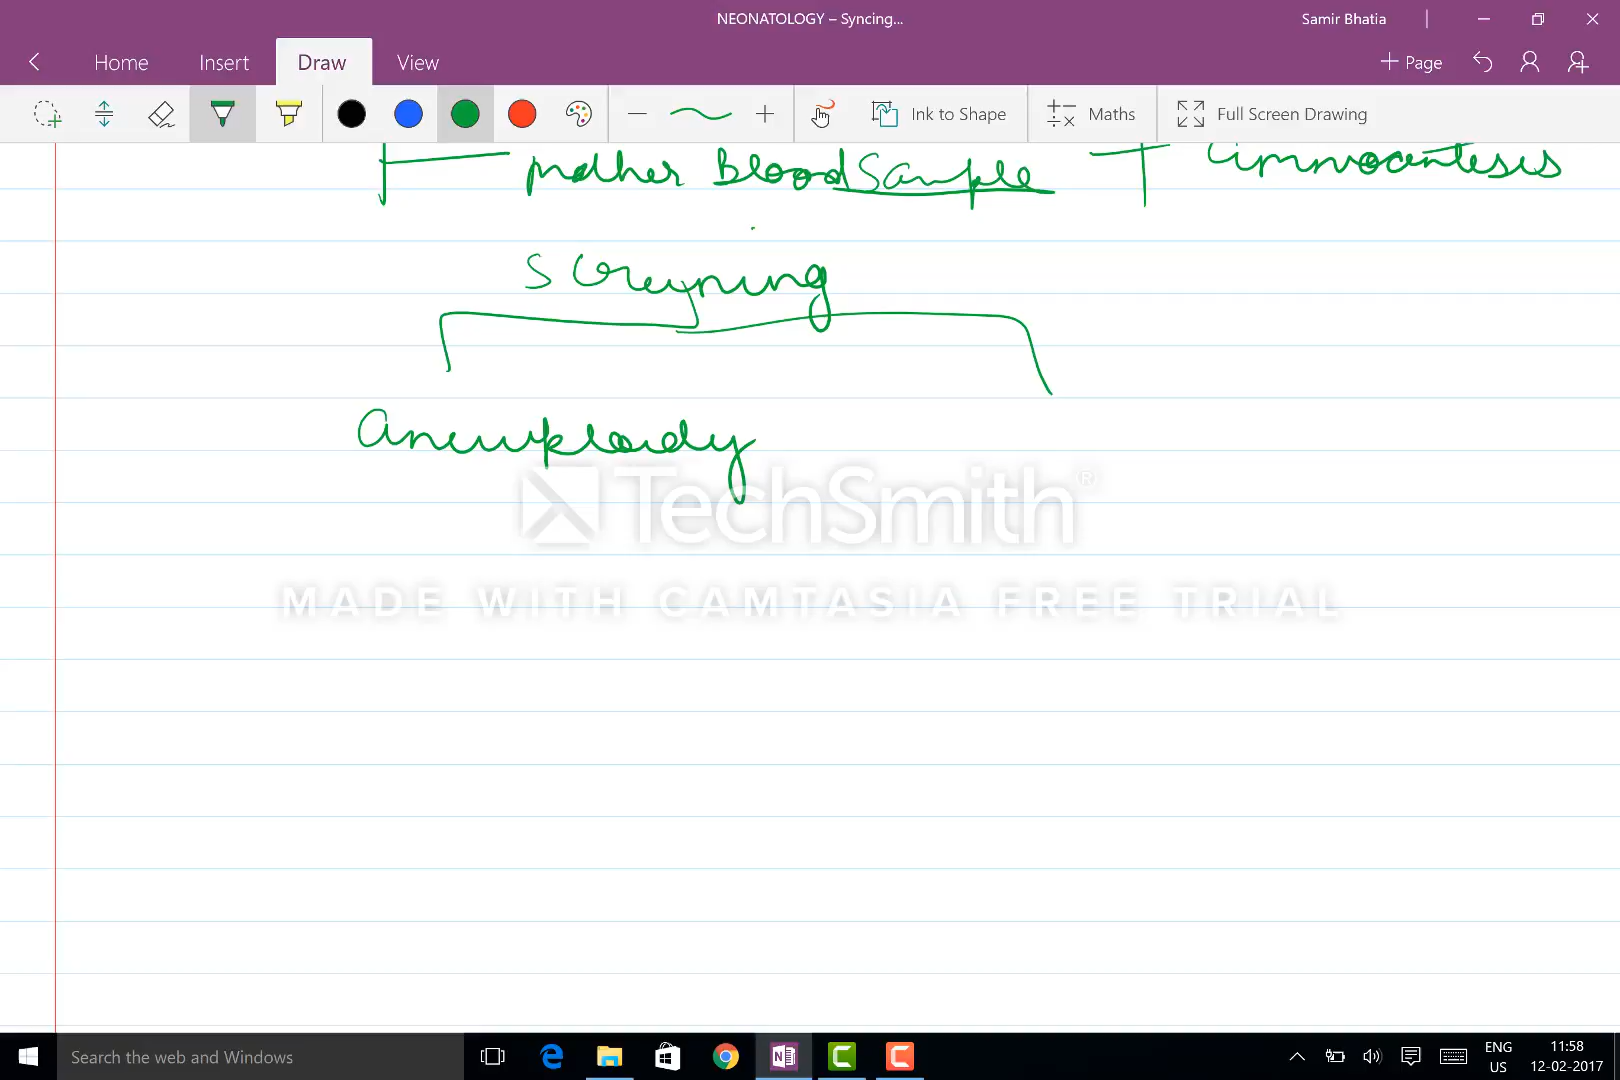 NEONATOLOGY – Syncing...
Samir Bhatia
Home Insert Draw View
Page
Ink to Shape Maths Full Screen Drawing
Mother Blood Sample
Screening
Aneuploidy
TechSmith®
MADE WITH CAMTASIA FREE TRIAL
Search the web and Windows
ENG US
11:58
12-02-2017